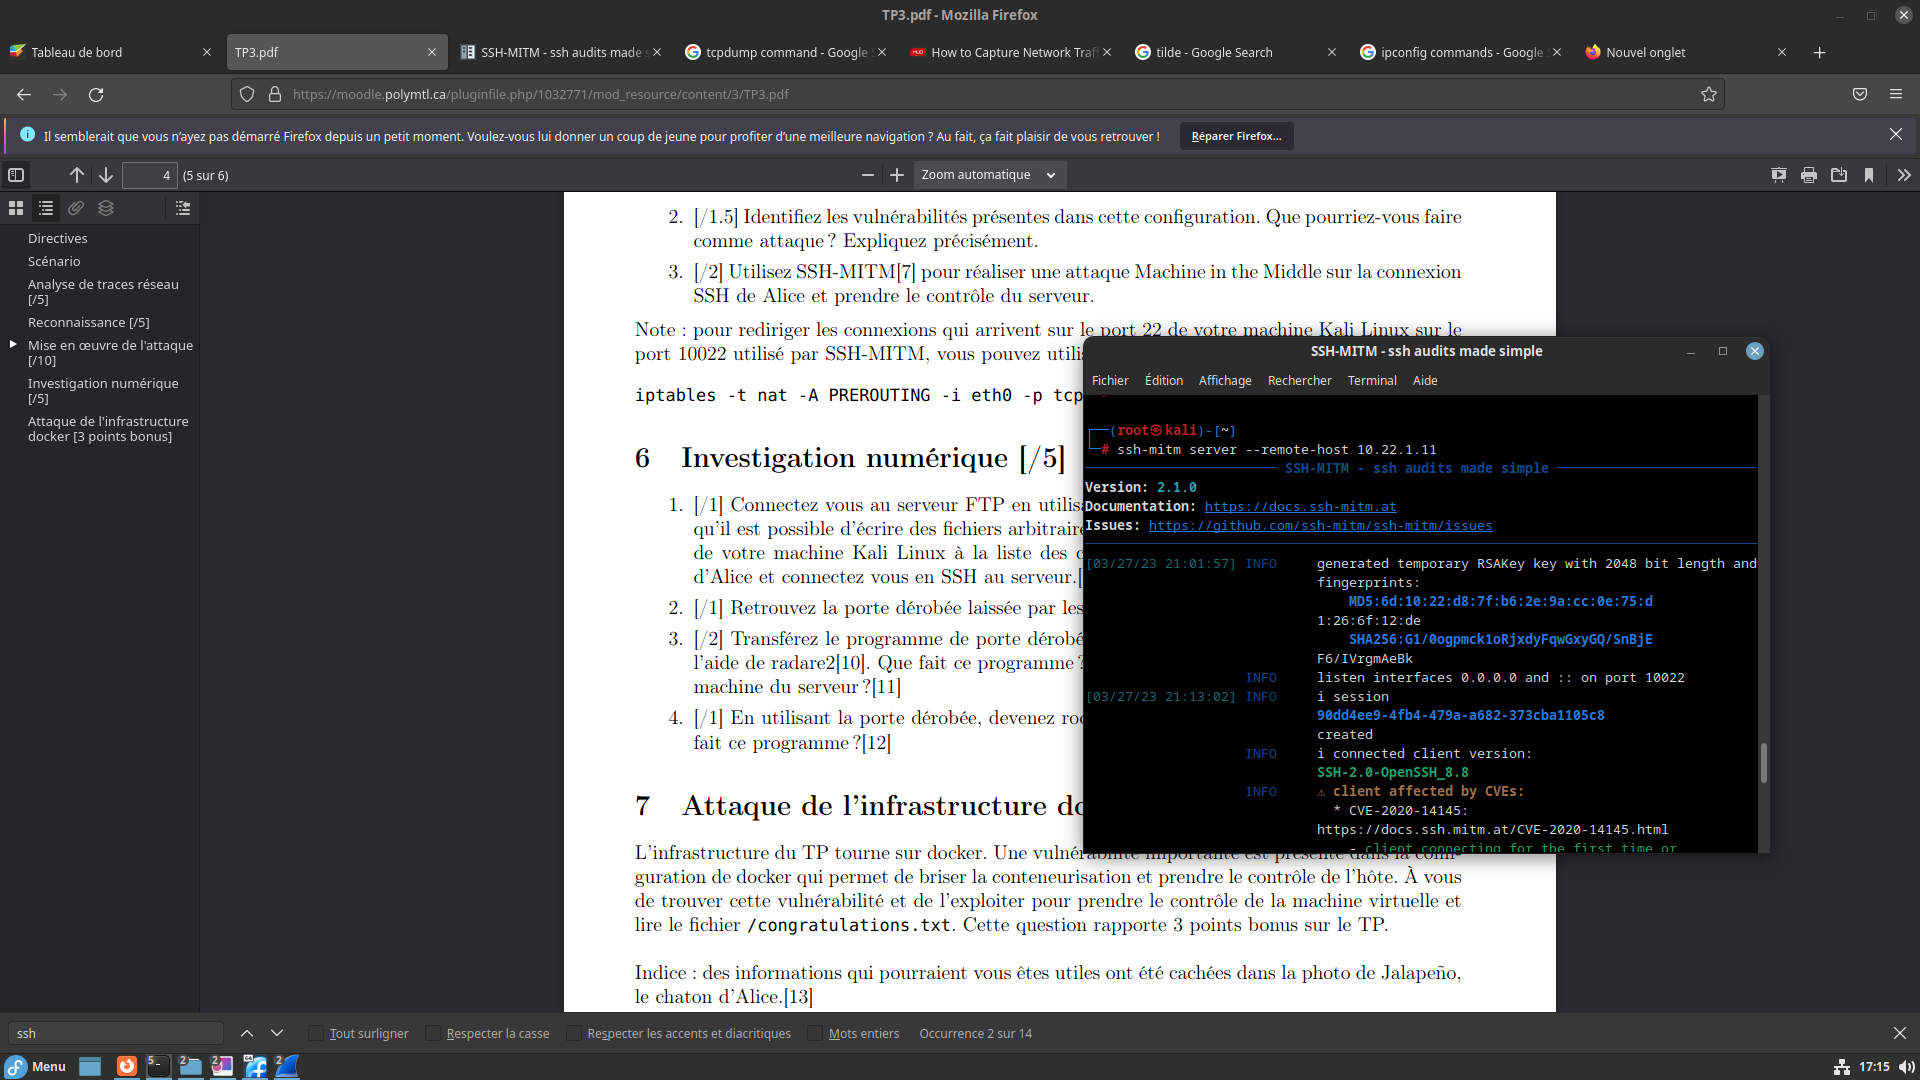 TP3.pdf - Mozilla Firefox
Tableau de bord
TP3.pdf
SSH-MITM - ssh audits made s
tcpdump command - Google S
How to Capture Network Traf
tilde - Google Search
ipconfig commands - Google S
Nouvel onglet
https://moodle.polymtl.ca/pluginfile.php/1032771/mod_resource/content/3/TP3.pdf
Il semblerait que vous n'ayez pas démarré Firefox depuis un petit moment. Voulez-vous lui donner un coup de jeune pour profiter d'une meilleure navigation ? Au fait, ça fait plaisir de vous retrouver !
Réparer Firefox...
4 (5 sur 6)
Zoom automatique
Directives
Scénario
Analyse de traces réseau
[/5]
Reconnaissance [/5]
Mise en œuvre de l'attaque
[/10]
Investigation numérique
[/5]
Attaque de l'infrastructure
docker [3 points bonus]
2. [/1.5] Identifiez les vulnérabilités présentes dans cette configuration. Que pourriez-vous faire
comme attaque ? Expliquez précisément.
3. [/2] Utilisez SSH-MITM[7] pour réaliser une attaque Machine in the Middle sur la connexion
SSH de Alice et prendre le contrôle du serveur.
Note : pour rediriger les connexions qui arrivent sur le port 22 de votre machine Kali Linux sur le
port 10022 utilisé par SSH-MITM, vous pouvez utilis
iptables -t nat -A PREROUTING -i eth0 -p tcp
6 Investigation numérique [/5]
1. [/1] Connectez vous au serveur FTP en utilisa
qu'il est possible d'écrire des fichiers arbitraire
de votre machine Kali Linux à la liste des c
d'Alice et connectez vous en SSH au serveur.[
2. [/1] Retrouvez la porte dérobée laissée par les
3. [/2] Transférez le programme de porte dérobé
l'aide de radare2[10]. Que fait ce programme ?
machine du serveur ?[11]
4. [/1] En utilisant la porte dérobée, devenez roo
fait ce programme ?[12]
7 Attaque de l'infrastructure do
L'infrastructure du TP tourne sur docker. Une vulnérabilité importante est présente dans la confi-
guration de docker qui permet de briser la conteneurisation et prendre le contrôle de l'hôte. À vous
de trouver cette vulnérabilité et de l'exploiter pour prendre le contrôle de la machine virtuelle et
lire le fichier /congratulations.txt. Cette question rapporte 3 points bonus sur le TP.
Indice : des informations qui pourraient vous êtes utiles ont été cachées dans la photo de Jalapeño,
le chaton d'Alice.[13]
SSH-MITM - ssh audits made simple
Fichier Édition Affichage Rechercher Terminal Aide
┌──(root㉿kali)-[~]
└─# ssh-mitm server --remote-host 10.22.1.11
SSH-MITM - ssh audits made simple
Version: 2.1.0
Documentation: https://docs.ssh-mitm.at
Issues: https://github.com/ssh-mitm/ssh-mitm/issues
[03/27/23 21:01:57] INFO generated temporary RSAKey key with 2048 bit length and
fingerprints:
MD5:6d:10:22:d8:7f:b6:2e:9a:cc:0e:75:d
1:26:6f:12:de
SHA256:G1/0ogpmck1oRjxdyFqwGxyGQ/SnBjE
F6/IVrgmAeBk
INFO listen interfaces 0.0.0.0 and :: on port 10022
[03/27/23 21:13:02] INFO i session
90dd4ee9-4fb4-479a-a682-373cba1105c8
created
INFO i connected client version:
SSH-2.0-OpenSSH_8.8
INFO ⚠ client affected by CVEs:
* CVE-2020-14145:
https://docs.ssh.mitm.at/CVE-2020-14145.html
- client connecting for the first time or
ssh
Tout surligner
Respecter la casse
Respecter les accents et diacritiques
Mots entiers
Occurrence 2 sur 14
Menu
5
2
2
64
2
17:15